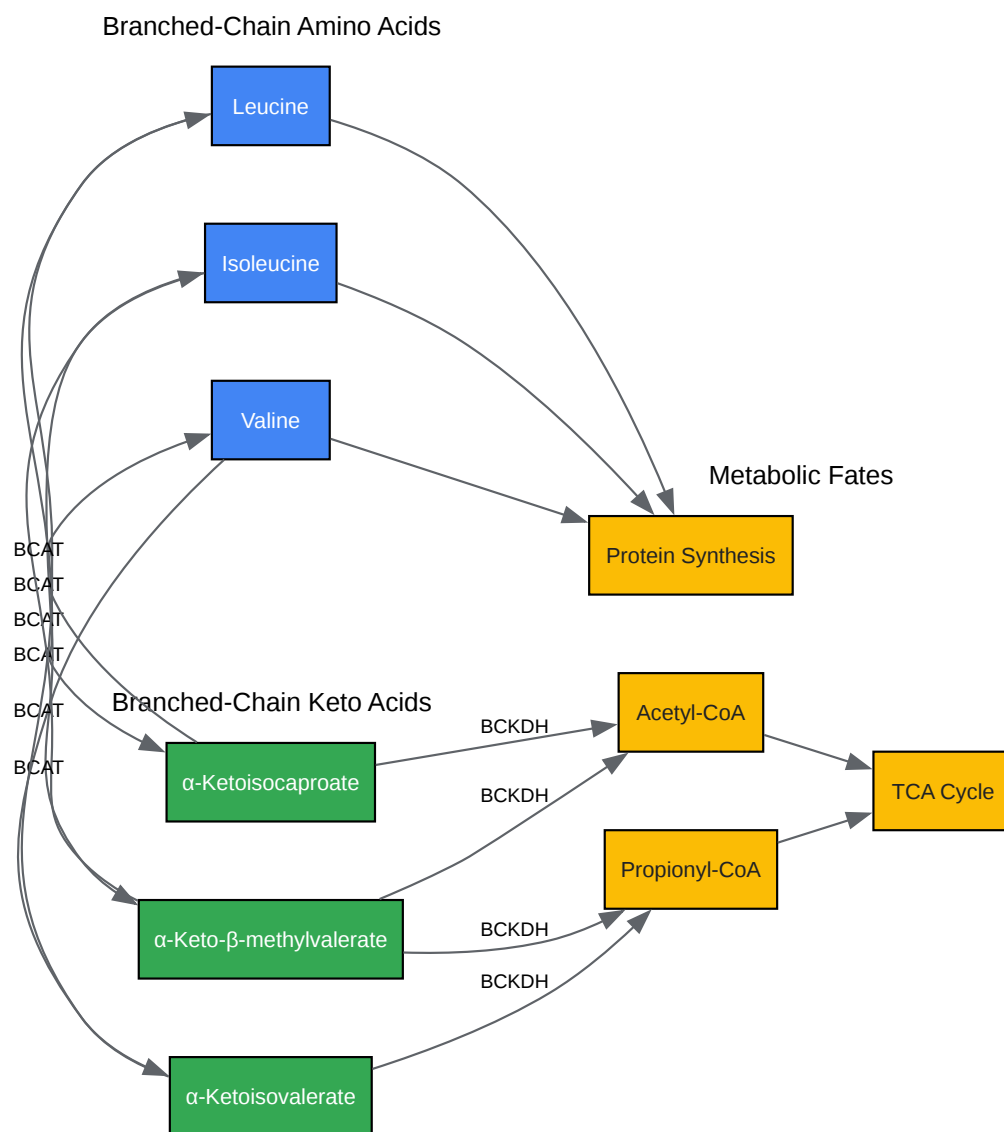 Branched-Chain Amino Acids
Leucine
Isoleucine
Valine
Metabolic Fates
Protein Synthesis
BCAT
BCAT
BCAT
BCAT
BCAT
BCAT
Branched-Chain Keto Acids
BCKDH
Acetyl-CoA
α-Ketoisocaproate
TCA Cycle
BCKDH
Propionyl-CoA
α-Keto-β-methylvalerate
BCKDH
BCKDH
α-Ketoisovalerate